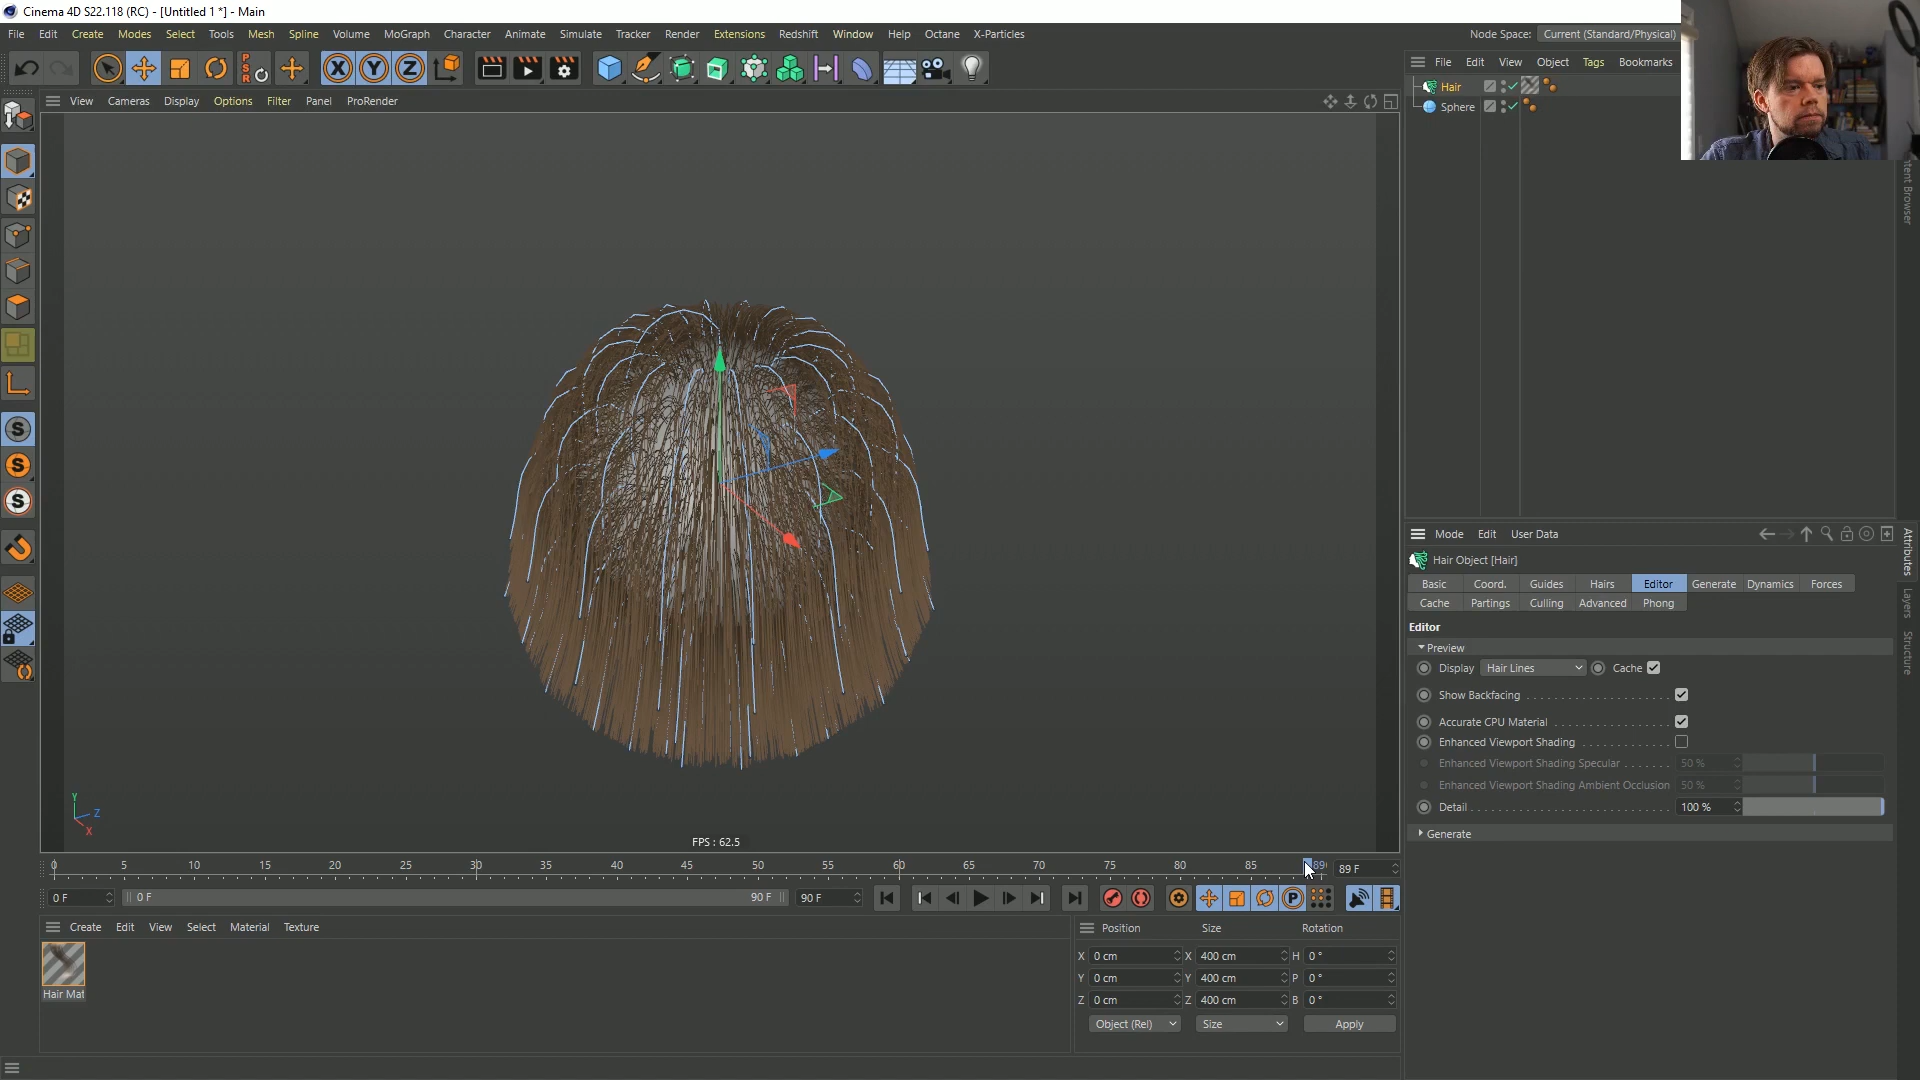 Cinema 4D S22.118 (RC) - [Untitled 1 *] - Main
File Edit Create Modes Select Tools Mesh Spline Volume MoGraph Character Animate Simulate Tracker Render Extensions Redshift Window Help Octane X-Particles
Node Space: Current (Standard/Physical)
PSR
X Y Z
File Edit View Object Tags Bookmarks
Hair
Sphere
View Cameras Display Options Filter Panel ProRender
S
S
S
Y
Z
X
FPS : 62.5
Mode Edit User Data
Attributes
Layers
Structure
Hair Object [Hair]
Basic Coord. Guides Hairs Editor Generate Dynamics Forces
Cache Partings Culling Advanced Phong
Editor
Preview
Display Hair Lines Cache
Show Backfacing
Accurate CPU Material
Enhanced Viewport Shading
Enhanced Viewport Shading Specular 50 %
Enhanced Viewport Shading Ambient Occlusion 50 %
Detail 100 %
Generate
0 5 10 15 20 25 30 35 40 45 50 55 60 65 70 75 80 85 89 89 F
0 F 0 F 90 F 90 F
P
Create Edit View Select Material Texture
Hair Mat
Position Size Rotation
X 0 cm X 400 cm H 0 °
Y 0 cm Y 400 cm P 0 °
Z 0 cm Z 400 cm B 0 °
Object (Rel) Size Apply